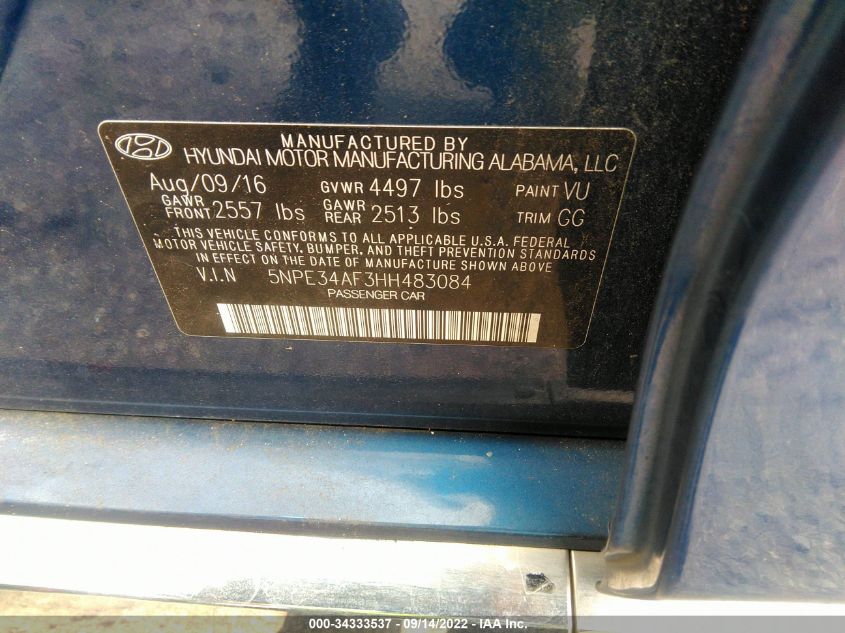 MANUFACTURED BY
HYUNDAI MOTOR MANUFACTURING ALABAMA, LLC
Aug/09/16 GVWR 4497 lbs PAINT VU
GAWR FRONT 2557 lbs GAWR REAR 2513 lbs TRIM GG
THIS VEHICLE CONFORMS TO ALL APPLICABLE U.S.A. FEDERAL
MOTOR VEHICLE SAFETY, BUMPER, AND THEFT PREVENTION STANDARDS
IN EFFECT ON THE DATE OF MANUFACTURE SHOWN ABOVE
V.I.N 5NPE34AF3HH483084
PASSENGER CAR
000-34333537 - 09/14/2022 - IAA Inc.